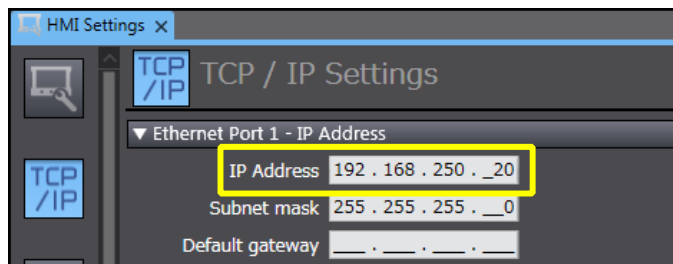 HMI Settings x
TCP /IP TCP / IP Settings
▼ Ethernet Port 1 - IP Address
IP Address 192 . 168 . 250 . _20
TCP /IP
Subnet mask 255 . 255 . 255 . __0
Default gateway ___ . ___ . ___ . ___